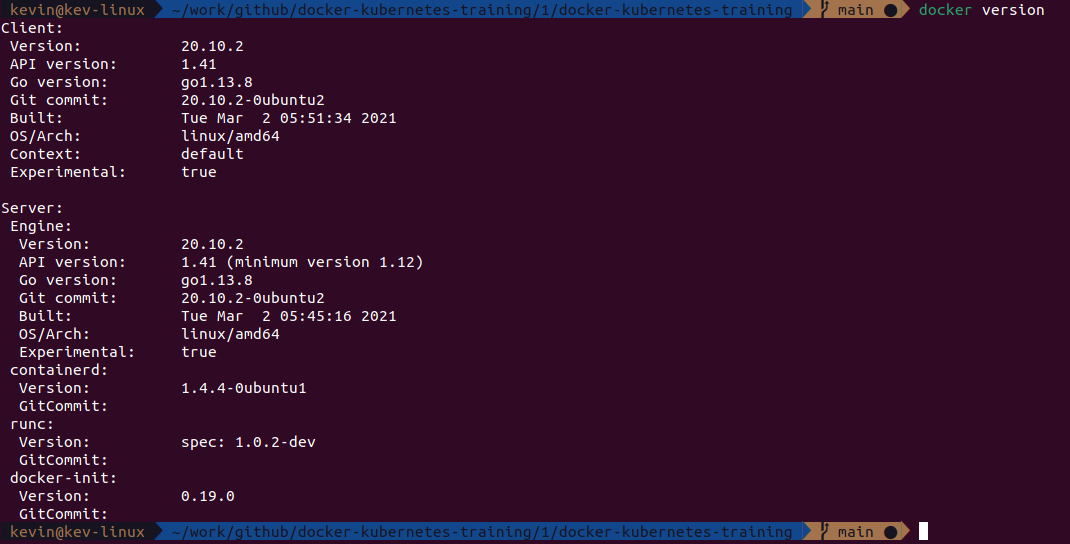 kevin@kev-linux ~/work/github/docker-kubernetes-training/1/docker-kubernetes-training main ● docker version
Client:
 Version:           20.10.2
 API version:       1.41
 Go version:        go1.13.8
 Git commit:        20.10.2-0ubuntu2
 Built:             Tue Mar  2 05:51:34 2021
 OS/Arch:           linux/amd64
 Context:           default
 Experimental:      true

Server:
 Engine:
  Version:          20.10.2
  API version:      1.41 (minimum version 1.12)
  Go version:       go1.13.8
  Git commit:       20.10.2-0ubuntu2
  Built:            Tue Mar  2 05:45:16 2021
  OS/Arch:          linux/amd64
  Experimental:     true
 containerd:
  Version:          1.4.4-0ubuntu1
  GitCommit:
 runc:
  Version:          spec: 1.0.2-dev
  GitCommit:
 docker-init:
  Version:          0.19.0
  GitCommit:
kevin@kev-linux ~/work/github/docker-kubernetes-training/1/docker-kubernetes-training main ●